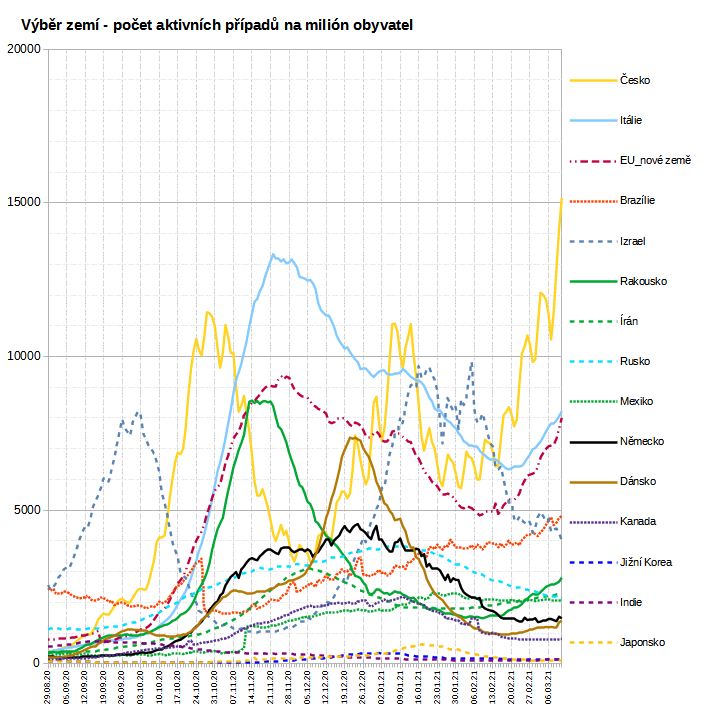 Výběr zemí - počet aktivních případů na milión obyvatel
20000
15000
10000
5000
0
Česko
Itálie
EU_nové země
Brazílie
Izrael
Rakousko
Írán
Rusko
Mexiko
Německo
Dánsko
Kanada
Jižní Korea
Indie
Japonsko
29.08.20
05.09.20
12.09.20
19.09.20
26.09.20
03.10.20
10.10.20
17.10.20
24.10.20
31.10.20
07.11.20
14.11.20
21.11.20
28.11.20
05.12.20
12.12.20
19.12.20
26.12.20
02.01.21
09.01.21
16.01.21
23.01.21
30.01.21
06.02.21
13.02.21
20.02.21
27.02.21
06.03.21